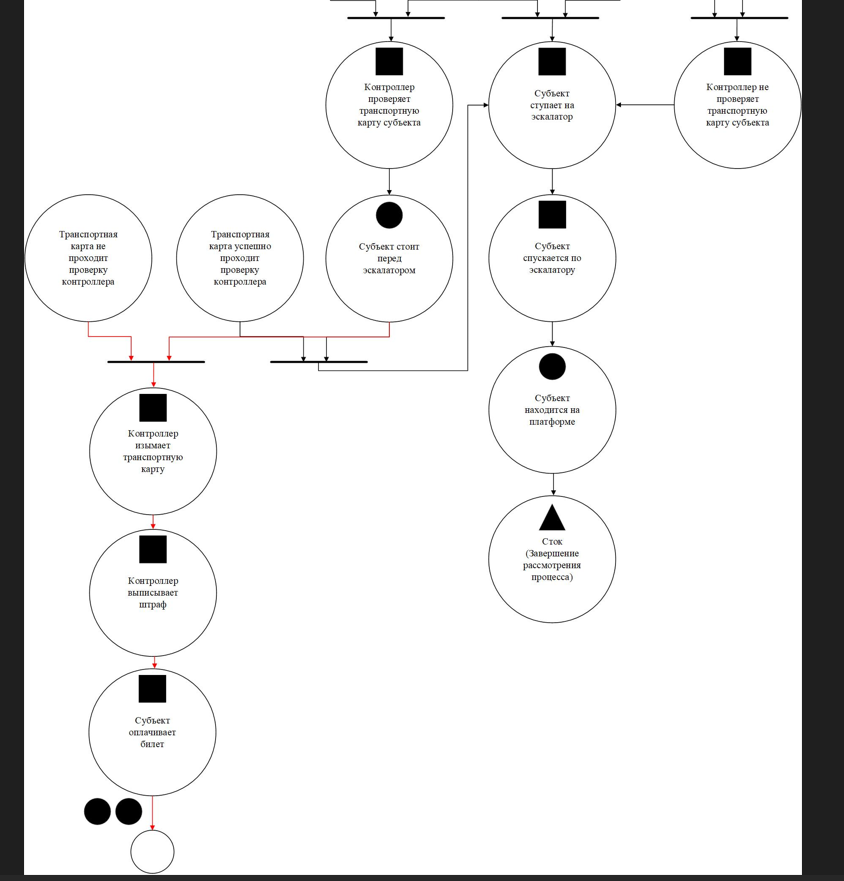 Контроллер
проверяет
транспортную
карту субъекта
Субъект
ступает на
эскалатор
Контроллер не
проверяет
транспортную
карту субъекта
Транспортная
карта не
проходит
проверку
контроллера
Транспортная
карта успешно
проходит
проверку
контроллера
Субъект стоит
перед
эскалатором
Субъект
спускается по
эскалатору
Субъект
находится на
платформе
Контроллер
изымает
транспортную
карту
Сток
(Завершение
рассмотрения
процесса)
Контроллер
выписывает
штраф
Субъект
оплачивает
билет